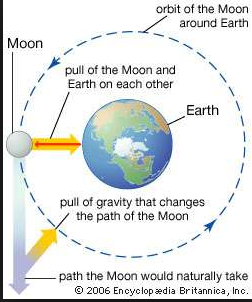 orbit of the Moon
around Earth
Moon
pull of the Moon and
Earth on each other
Earth
pull of gravity that changes
the path of the Moon
path the Moon would naturally take
© 2006 Encyclopædia Britannica, Inc.